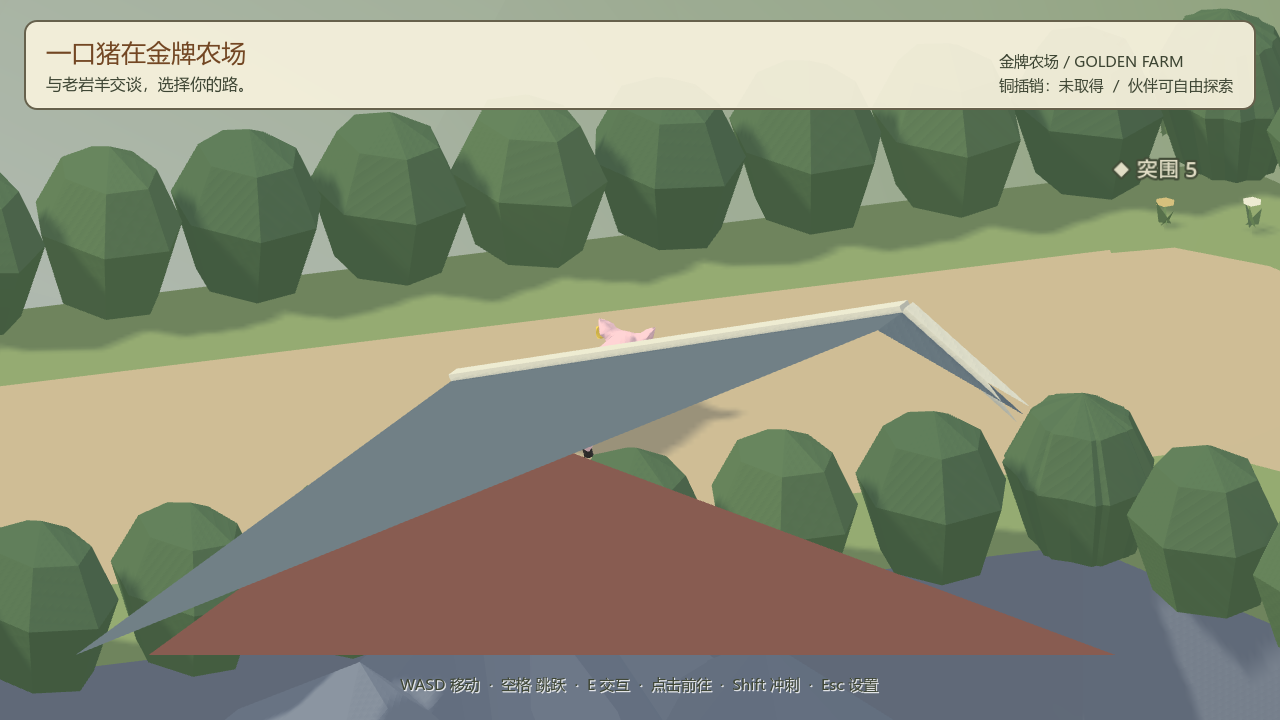 一口猪在金牌农场
与老岩羊交谈，选择你的路。
金牌农场 / GOLDEN FARM
铜插销：未取得 / 伙伴可自由探索
◆ 突围 5
WASD 移动 · 空格 跳跃 · E 交互 · 点击前往 · Shift 冲刺 · Esc 设置